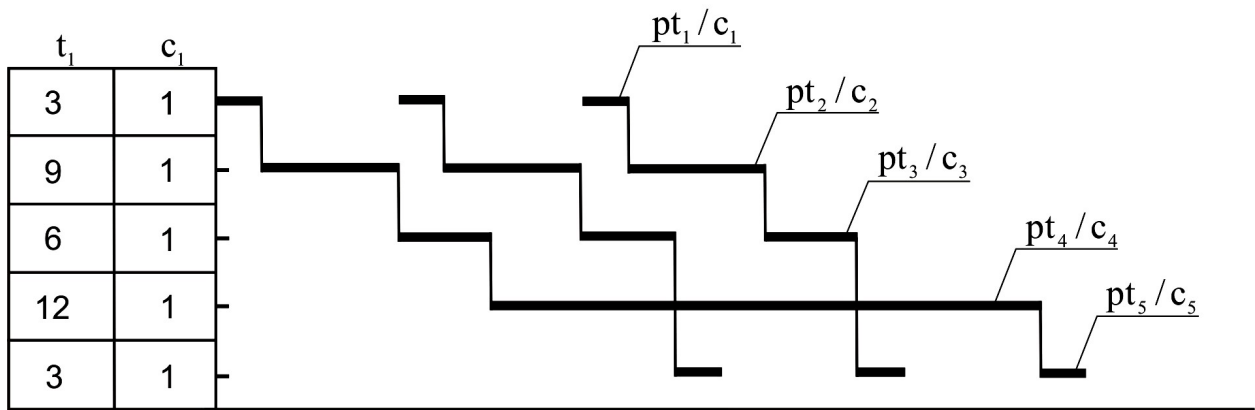 pt₁/c₁
t₁ c₁
3 1
pt₂/c₂
9 1
pt₃/c₃
6 1
pt₄/c₄
12 1
pt₅/c₅
3 1